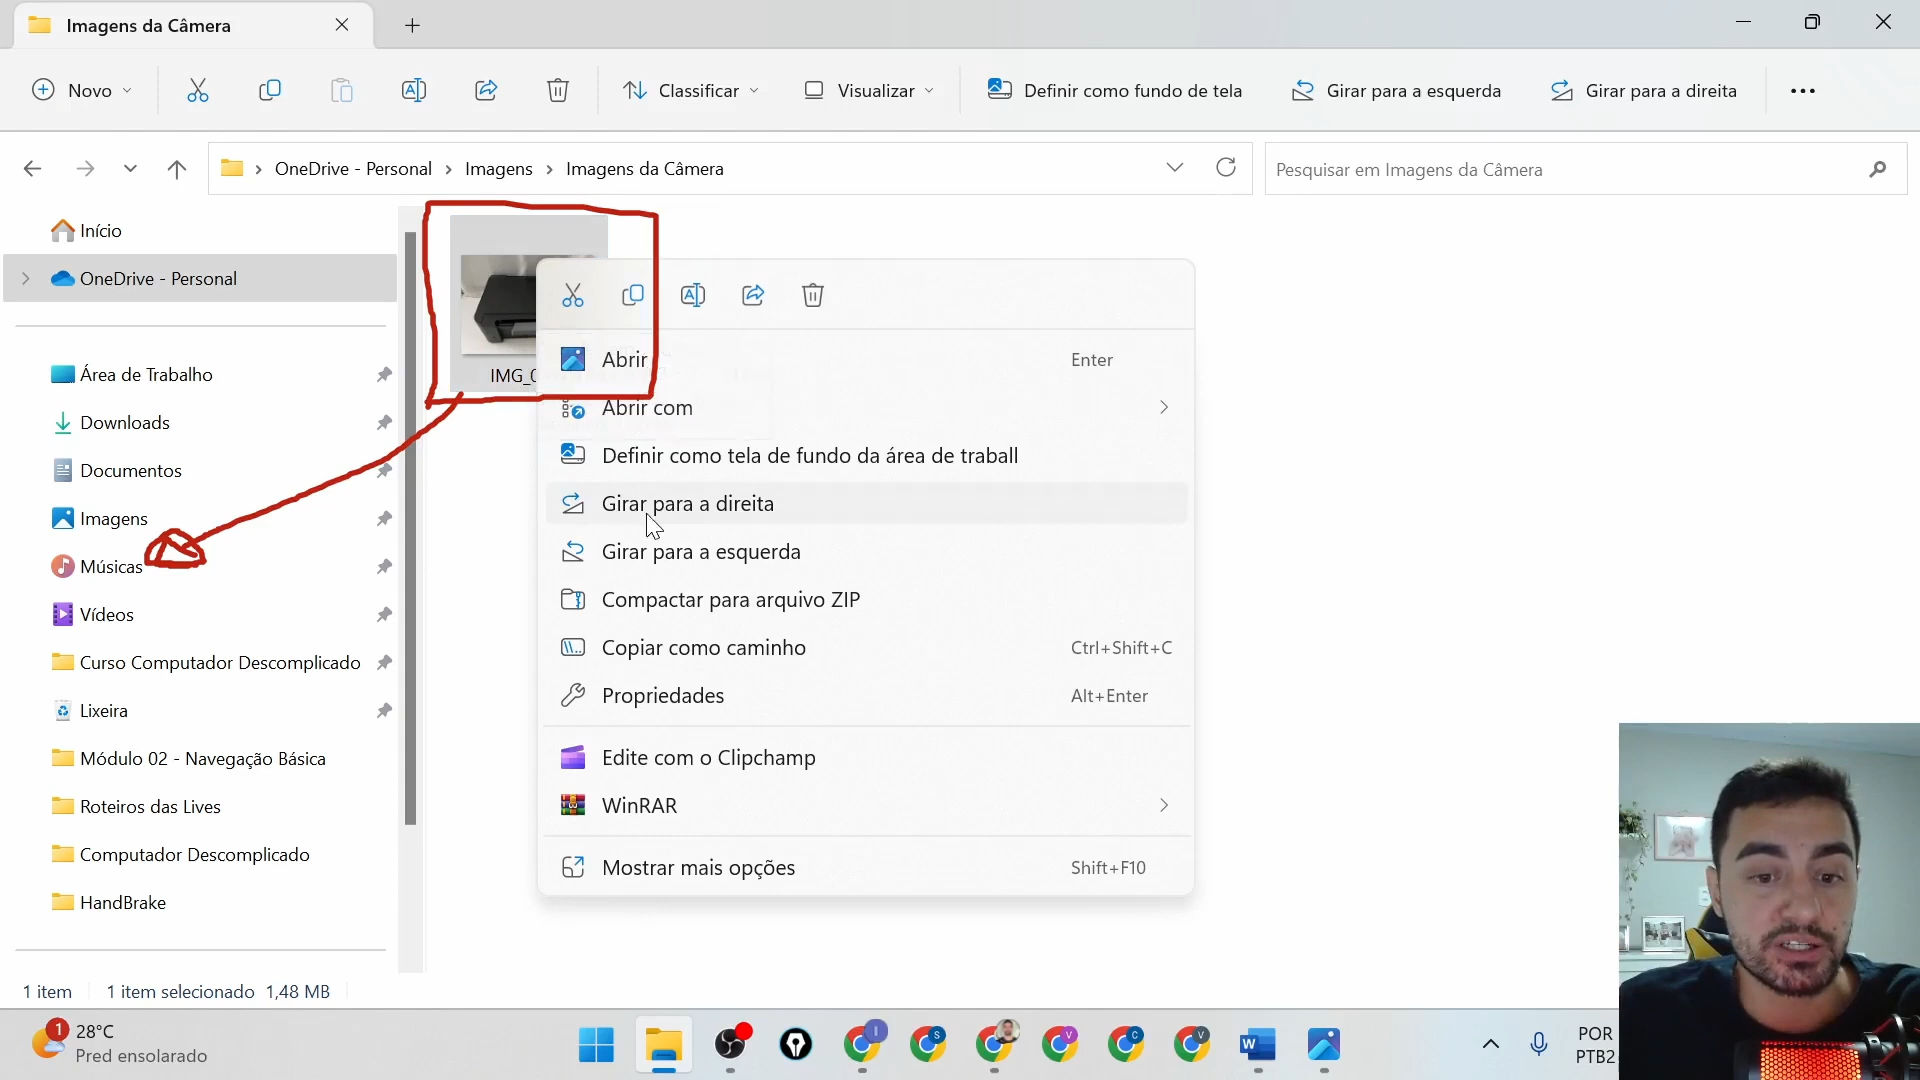 Imagens da Câmera
Novo
Classificar
Visualizar
Definir como fundo de tela
Girar para a esquerda
Girar para a direita
OneDrive - Personal > Imagens > Imagens da Câmera
Pesquisar em Imagens da Câmera
Início
OneDrive - Personal
Área de Trabalho
Downloads
Documentos
Imagens
Músicas
Vídeos
Curso Computador Descomplicado
Lixeira
Módulo 02 - Navegação Básica
Roteiros das Lives
Computador Descomplicado
HandBrake
IMG_0
Abrir Enter
Abrir com
Definir como tela de fundo da área de traball
Girar para a direita
Girar para a esquerda
Compactar para arquivo ZIP
Copiar como caminho Ctrl+Shift+C
Propriedades Alt+Enter
Edite com o Clipchamp
WinRAR
Mostrar mais opções Shift+F10
1 item 1 item selecionado 1,48 MB
1
28°C
Pred ensolarado
I
S
V
C
V
W
POR
PTB2